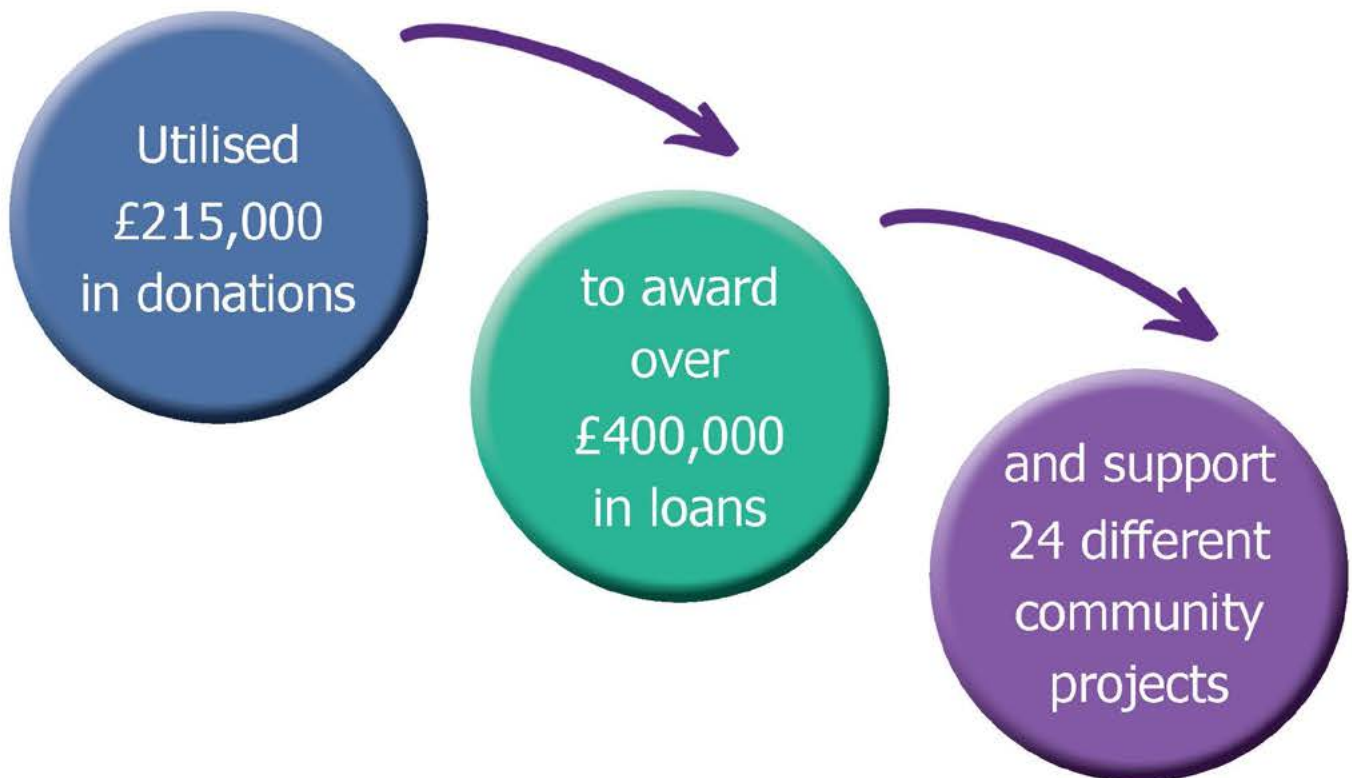 Utilised
£215,000
in donations
to award
over
£400,000
in loans
and support
24 different
community
projects